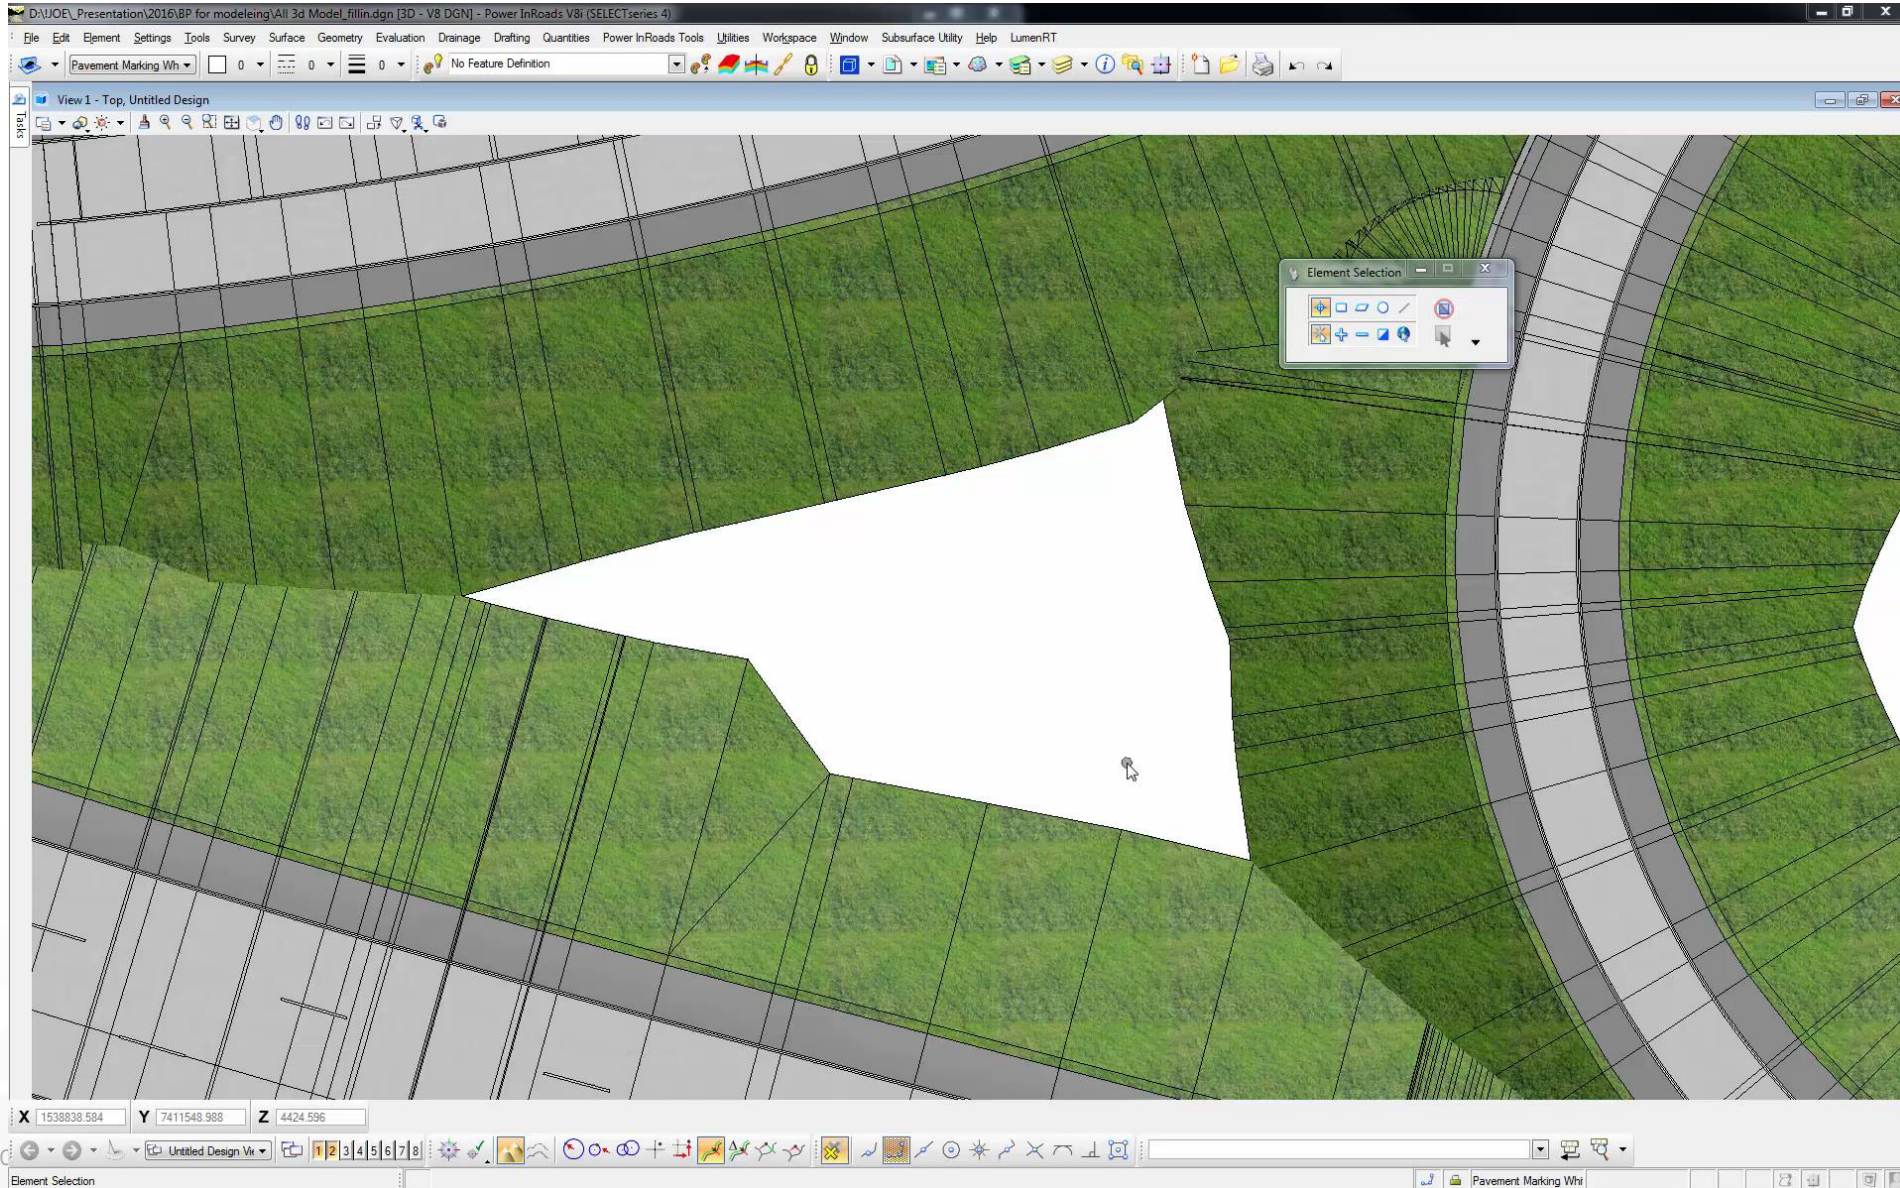 D:\!JOE\_Presentation\2016\BP for modeleing\All 3d Model_fillin.dgn [3D - V8 DGN] - Power InRoads V8i (SELECTseries 4)
File Edit Element Settings Tools Survey Surface Geometry Evaluation Drainage Drafting Quantities Power InRoads Tools Utilities Workspace Window Subsurface Utility Help LumenRT
Pavement Marking Wh 0 0 0 No Feature Definition
View 1 - Top, Untitled Design
Tasks
Element Selection
X 1538838.584 Y 7411548.988 Z 4424.596
Untitled Design Vie 1 2 3 4 5 6 7 8
Element Selection Pavement Marking Whi